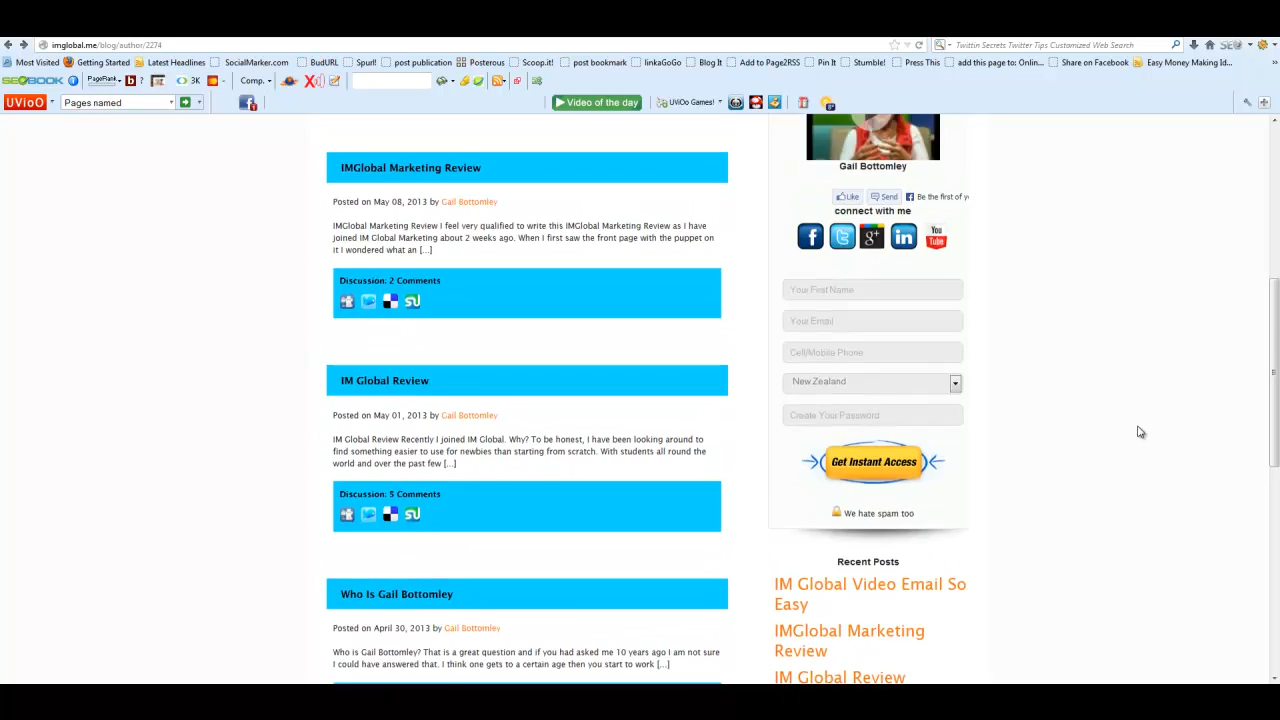 imglobal.me/blog/author/2274
Twittin Secrets Twitter Tips Customized Web Search
Most Visited Getting Started Latest Headlines SocialMarker.com BudURL Spurl! post publication Posterous Scoop.it! post bookmark linkaGoGo Blog It Add to Page2RSS Pin It Stumble! Press This add this page to: Onlin... Share on Facebook Easy Money Making Id...
SEOBOOK PageRank 3K Comp.
UViOO Pages named Video of the day UViOo Games!
IMGlobal Marketing Review
Posted on May 08, 2013 by Gail Bottomley
IMGlobal Marketing Review I feel very qualified to write this IMGlobal Marketing Review as I have
joined IM Global Marketing about 2 weeks ago. When I first saw the front page with the puppet on
it I wondered what an [...]
Discussion: 2 Comments
IM Global Review
Posted on May 01, 2013 by Gail Bottomley
IM Global Review Recently I joined IM Global. Why? To be honest, I have been looking around to
find something easier to use for newbies than starting from scratch. With students all round the
world and over the past few [...]
Discussion: 5 Comments
Who Is Gail Bottomley
Posted on April 30, 2013 by Gail Bottomley
Who is Gail Bottomley? That is a great question and if you had asked me 10 years ago I am not sure
I could have answered that. I think one gets to a certain age then you start to work [...]
Gail Bottomley
Like Send Be the first of y
connect with me
You
Tube
Your First Name
Your Email
Cell/Mobile Phone
New Zealand
Create Your Password
Get Instant Access
We hate spam too
Recent Posts
IM Global Video Email So
Easy
IMGlobal Marketing
Review
IM Global Review